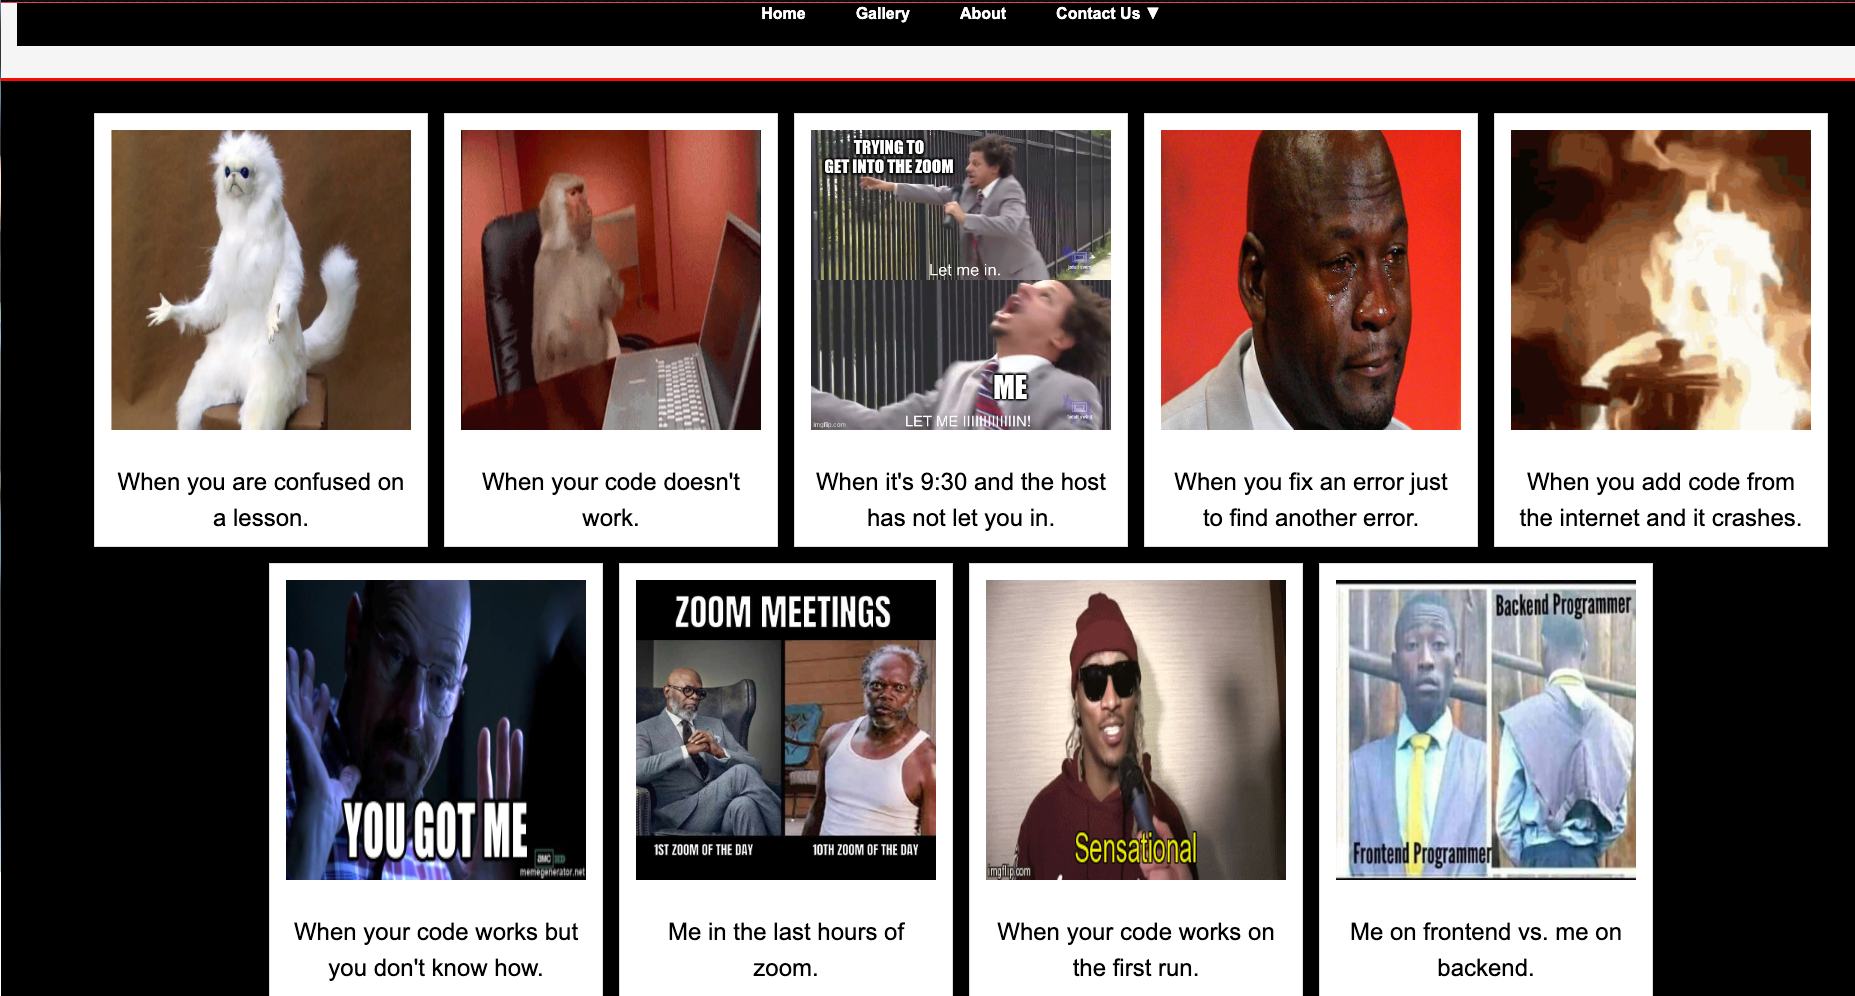 Home Gallery About Contact Us ▼
TRYING TO
GET INTO THE ZOOM
Let me in.
ME
LET ME IIIIIIIIIIIIN!
imgflip.com
When you are confused on
a lesson.
When your code doesn't
work.
When it's 9:30 and the host
has not let you in.
When you fix an error just
to find another error.
When you add code from
the internet and it crashes.
YOU GOT ME
amc HD
memegenerator.net
ZOOM MEETINGS
1ST ZOOM OF THE DAY
10TH ZOOM OF THE DAY
Sensational
imgflip.com
Backend Programmer
Frontend Programmer
When your code works but
you don't know how.
Me in the last hours of
zoom.
When your code works on
the first run.
Me on frontend vs. me on
backend.